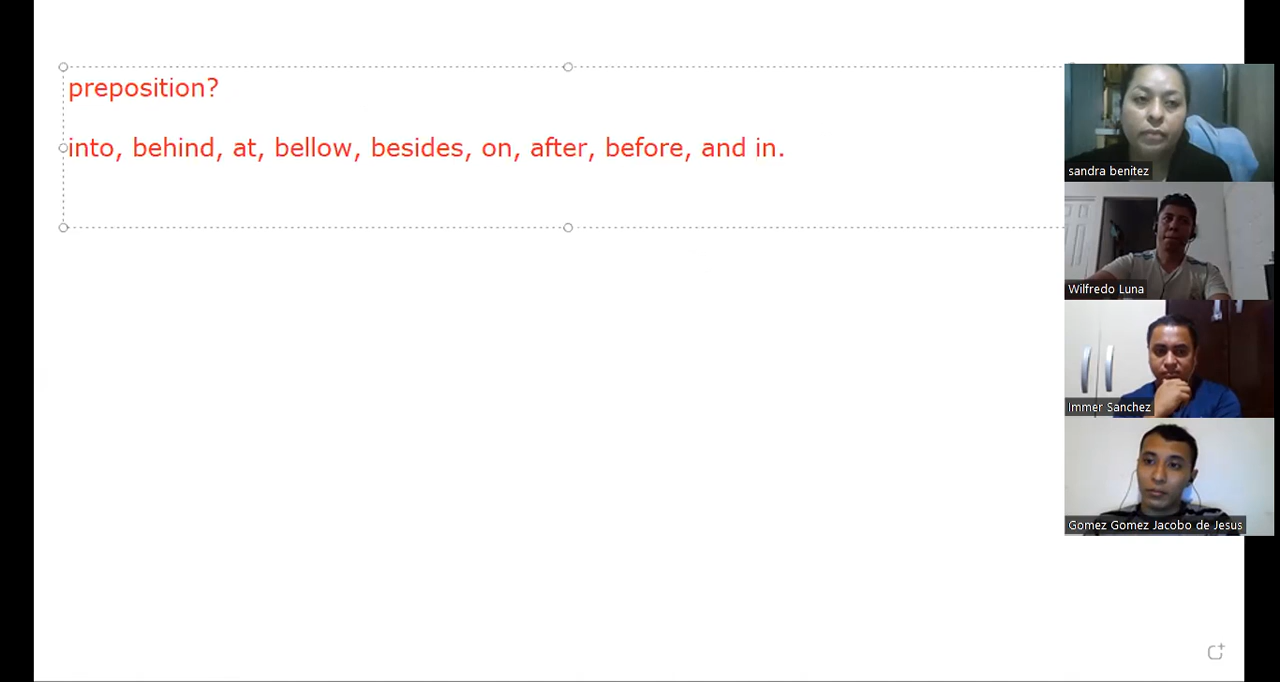 preposition?
into, behind, at, bellow, besides, on, after, before, and in.
sandra benitez
Wilfredo Luna
Immer Sanchez
Gomez Gomez Jacobo de Jesus